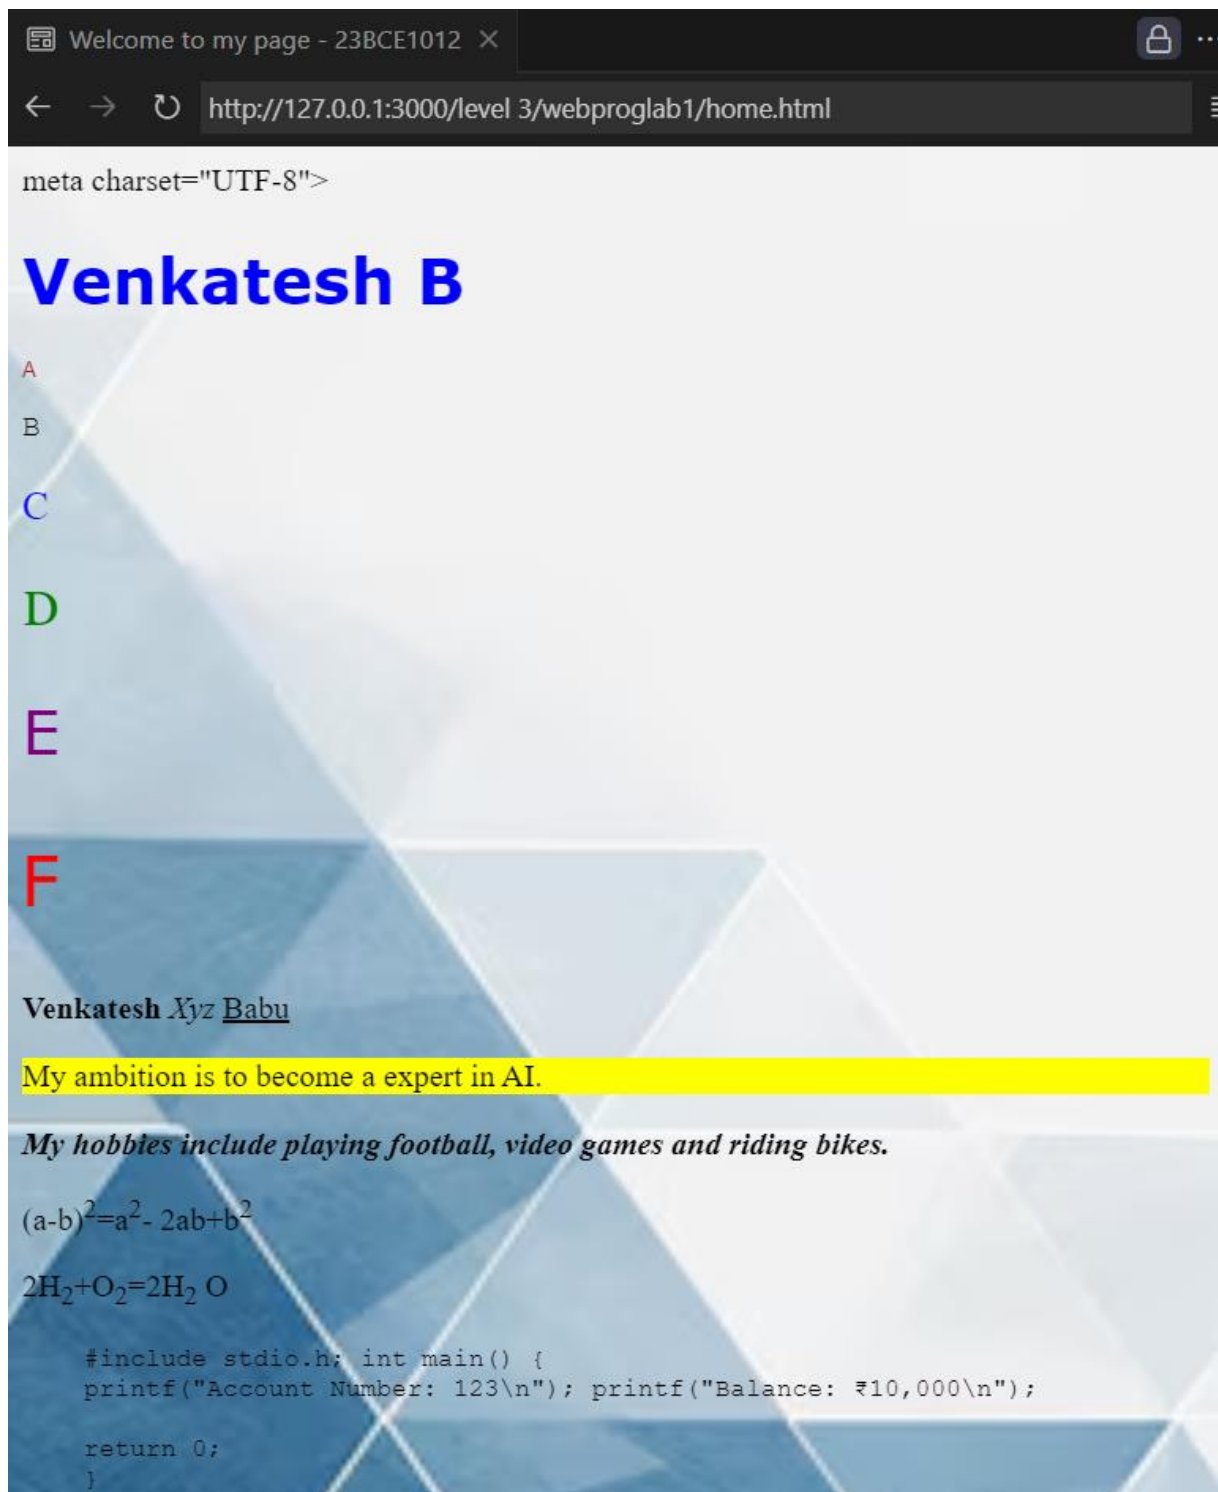 Welcome to my page - 23BCE1012
http://127.0.0.1:3000/level 3/webproglab1/home.html
meta charset="UTF-8">
Venkatesh B
A
B
C
D
E
F
Venkatesh Xyz Babu
My ambition is to become a expert in AI.
My hobbies include playing football, video games and riding bikes.
(a-b)²=a²- 2ab+b²
2H₂+O₂=2H₂ O
#include stdio.h; int main() {
printf("Account Number: 123\n"); printf("Balance: ₹10,000\n");
return 0;
}